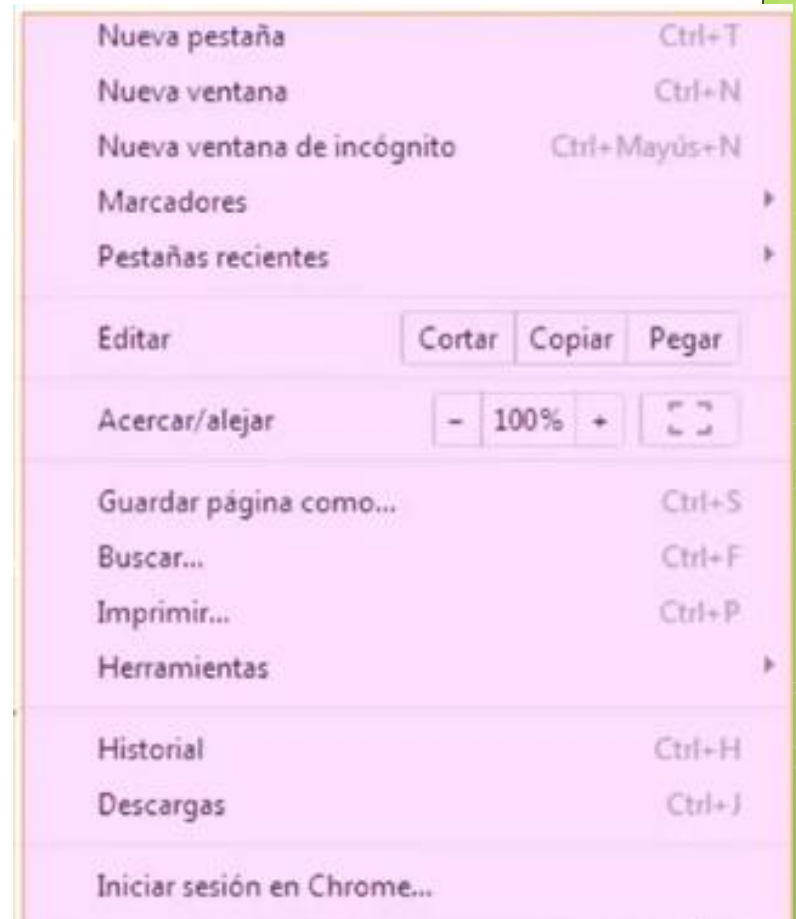 Nueva pestaña Ctrl+T
Nueva ventana Ctrl+N
Nueva ventana de incógnito Ctrl+Mayús+N
Marcadores
Pestañas recientes
Editar Cortar Copiar Pegar
Acercar/alejar - 100% +
Guardar página como... Ctrl+S
Buscar... Ctrl+F
Imprimir... Ctrl+P
Herramientas
Historial Ctrl+H
Descargas Ctrl+J
Iniciar sesión en Chrome...